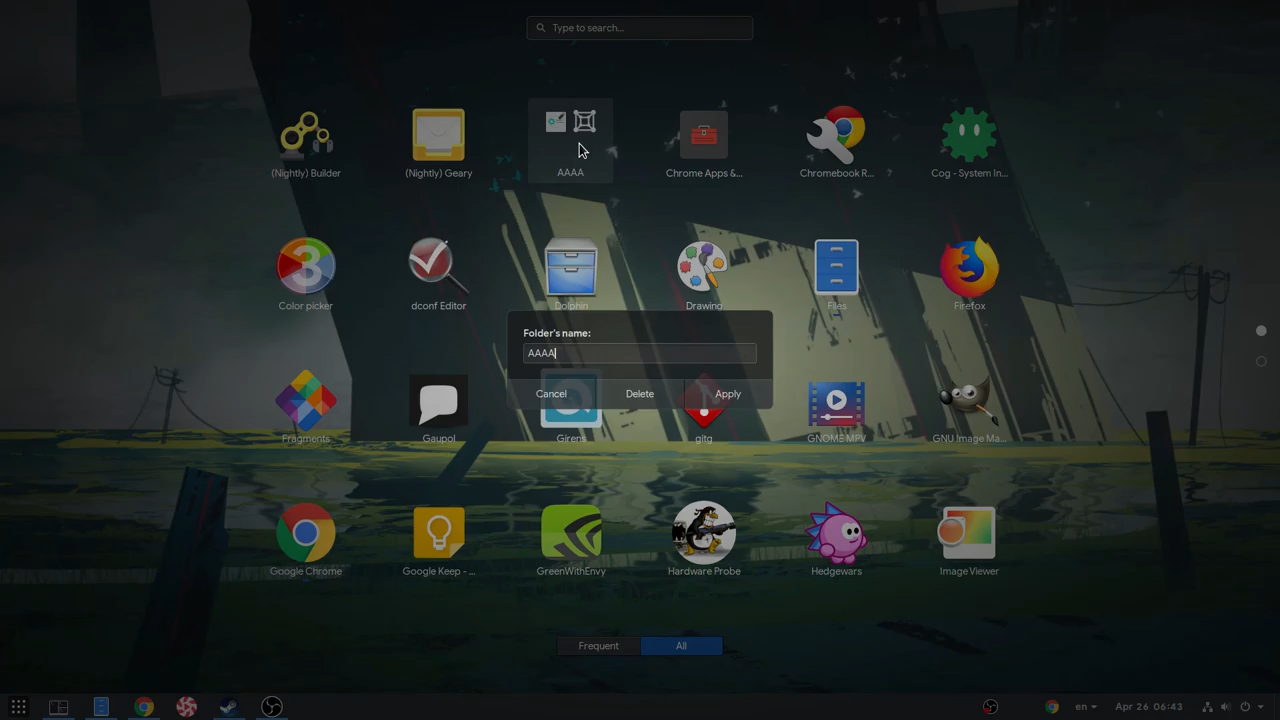 Type to search...
(Nightly) Builder
(Nightly) Geary
AAAA
Chrome Apps &...
Chromebook R...
Cog - System In...
Color picker
dconf Editor
Dolphin
Drawing
Files
Firefox
Folder's name:
AAAA
Cancel
Delete
Apply
Fragments
Gaupol
Girens
gitg
GNOME MPV
GNU Image Ma...
Google Chrome
Google Keep - ...
GreenWithEnvy
Hardware Probe
Hedgewars
Image Viewer
Frequent
All
en
Apr 26 06:43